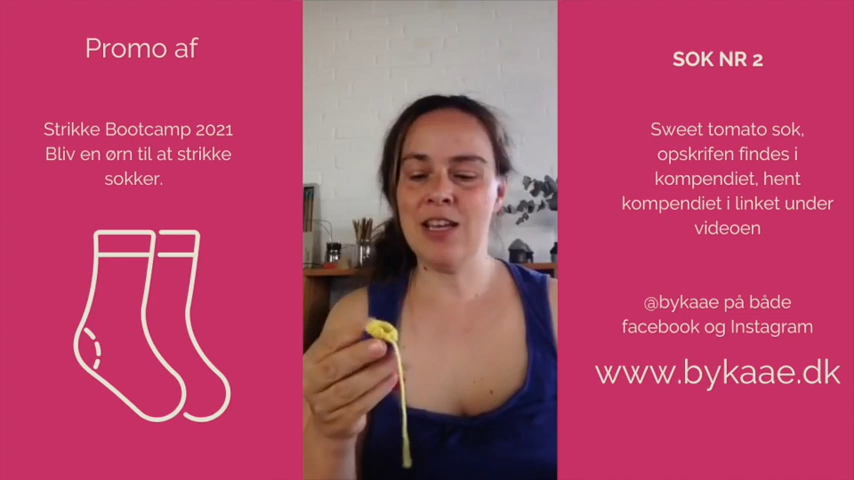 Promo af
Strikke Bootcamp 2021
Bliv en ørn til at strikke
sokker.
SOK NR 2
Sweet tomato sok,
opskrifen findes i
kompendiet, hent
kompendiet i linket under
videoen
@bykaae på både
facebook og Instagram
www.bykaae.dk